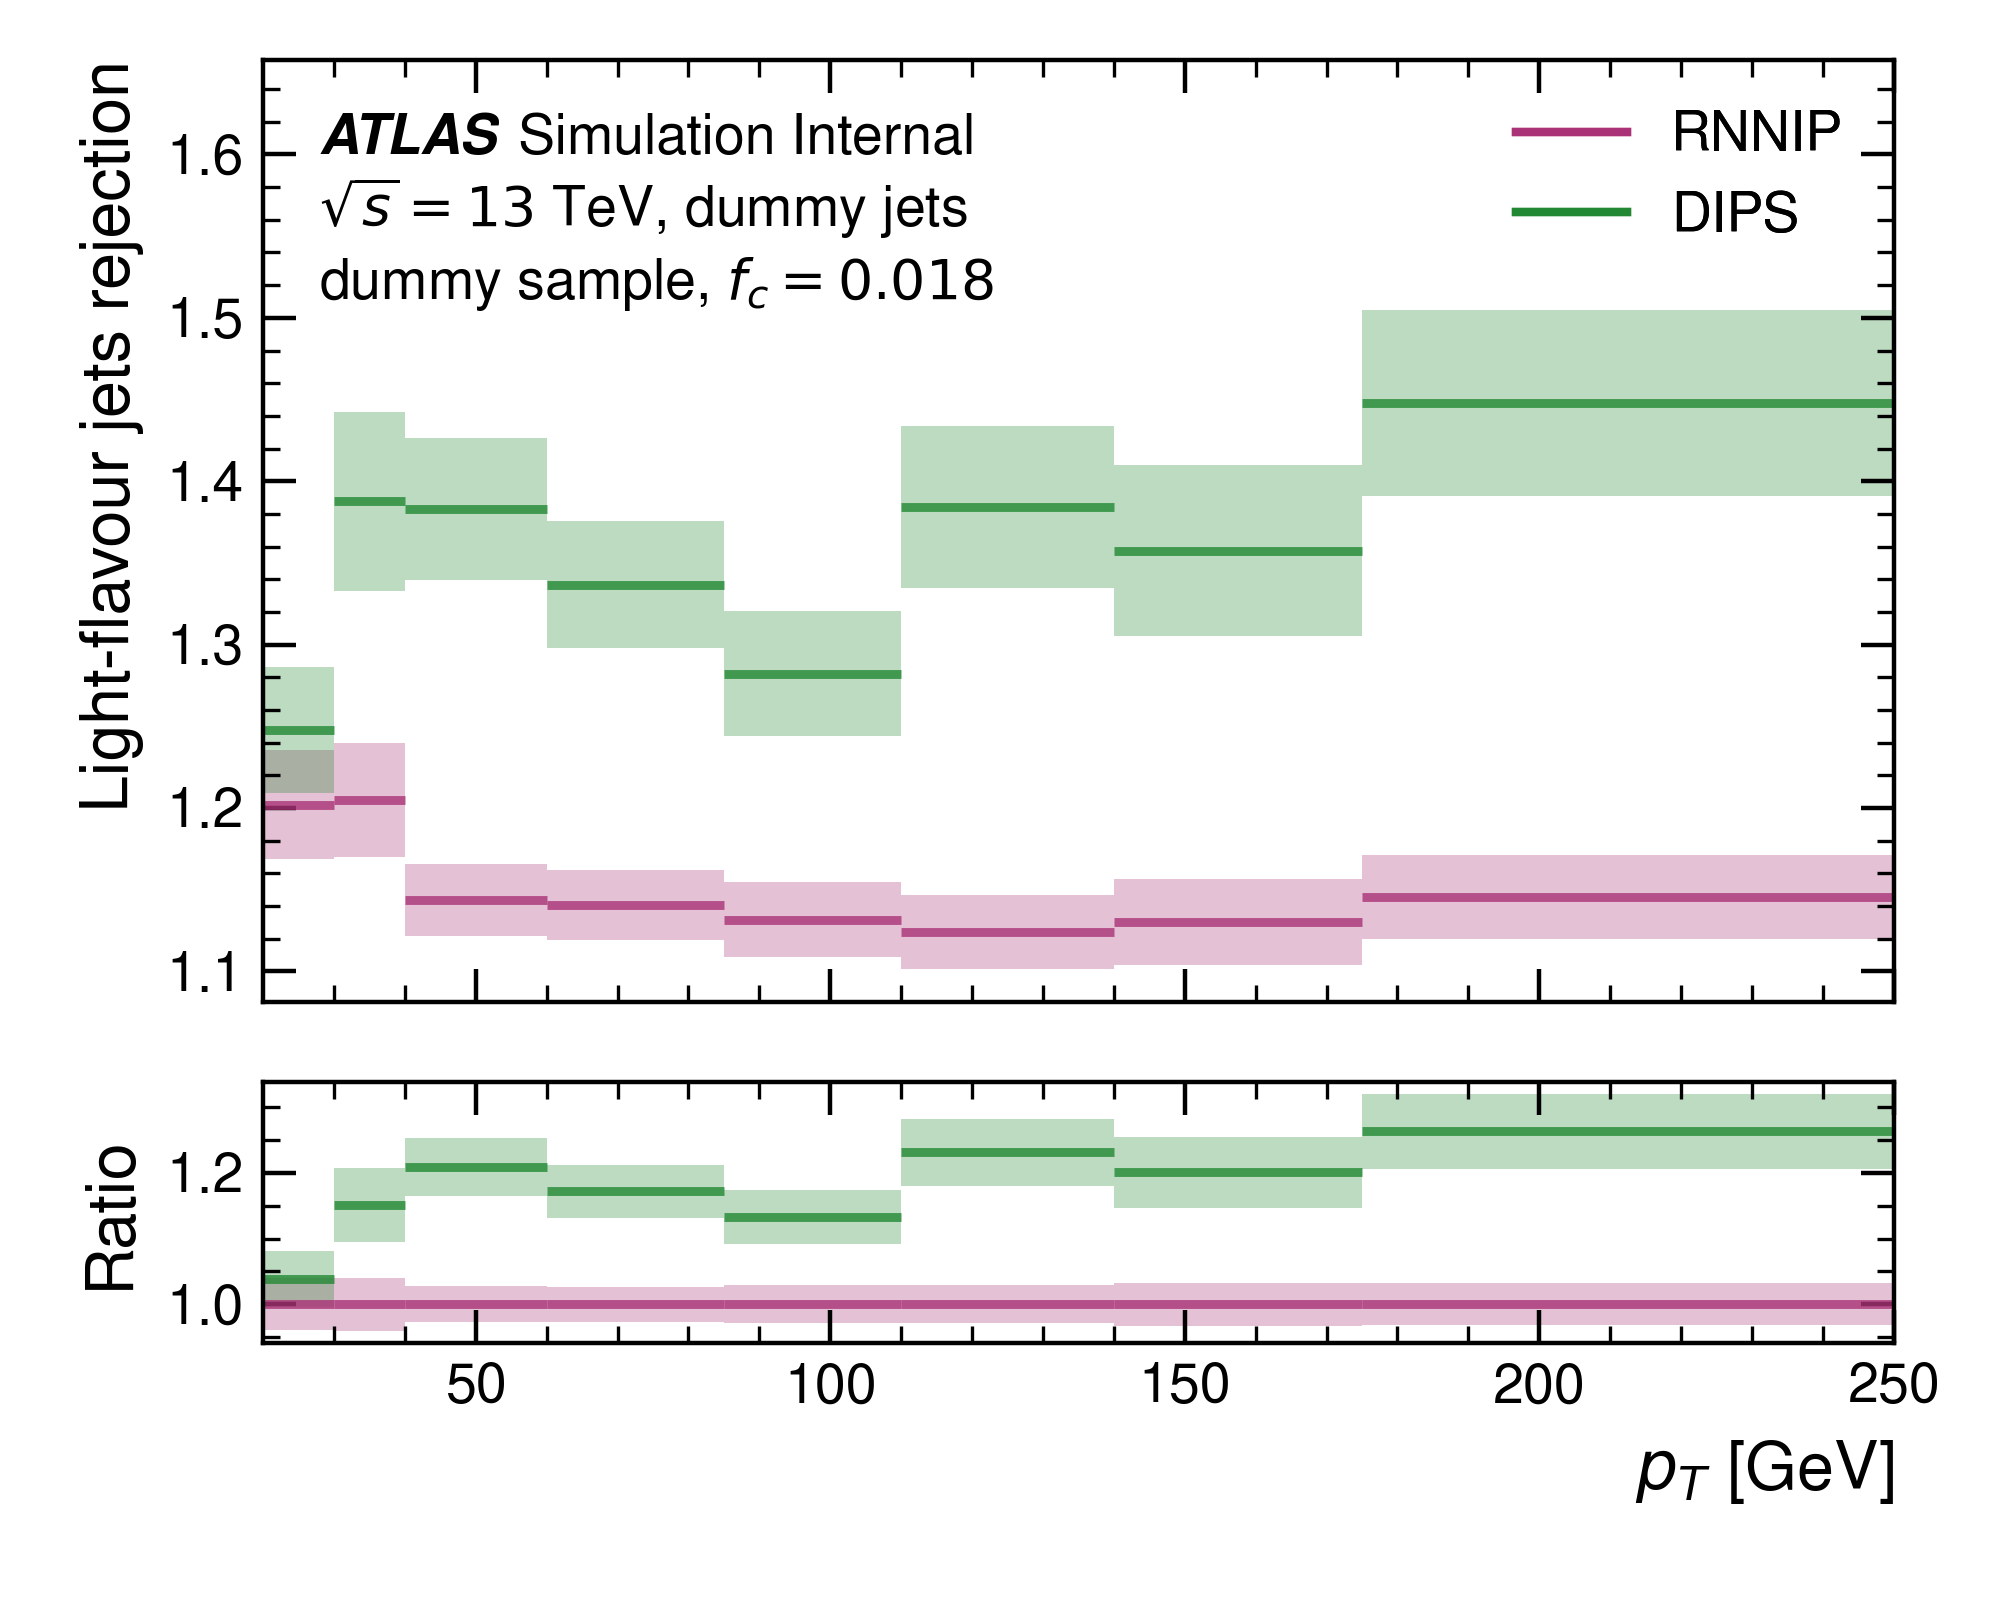 Light-flavour jets rejection
ATLAS Simulation Internal
√s = 13 TeV, dummy jets
dummy sample, f_c = 0.018
RNNIP
DIPS
1.6
1.5
1.4
1.3
1.2
1.1
Ratio
1.2
1.0
50 100 150 200 250
p_T [GeV]